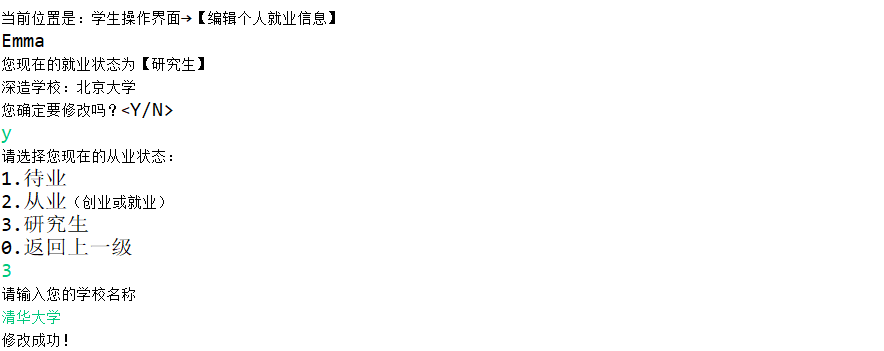 当前位置是：学生操作界面→【编辑个人就业信息】
Emma
您现在的就业状态为【研究生】
深造学校：北京大学
您确定要修改吗？<Y/N>
y
请选择您现在的从业状态：
1.待业
2.从业（创业或就业）
3.研究生
0.返回上一级
3
请输入您的学校名称
清华大学
修改成功！